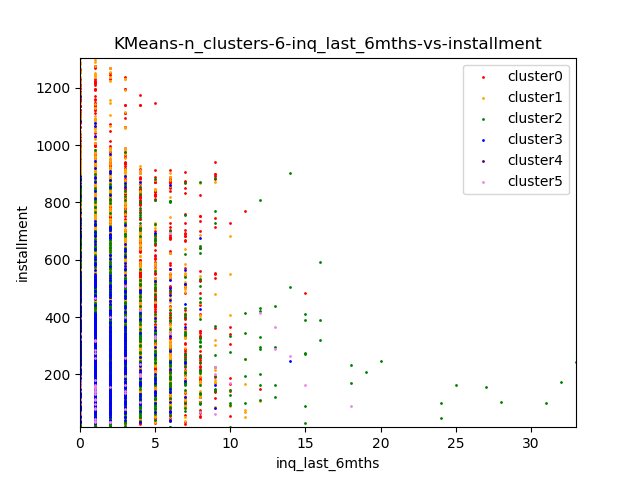 KMeans-n_clusters-6-inq_last_6mths-vs-installment
1200
1000
800
600
400
200
installment
cluster0
cluster1
cluster2
cluster3
cluster4
cluster5
0 5 10 15 20 25 30
inq_last_6mths